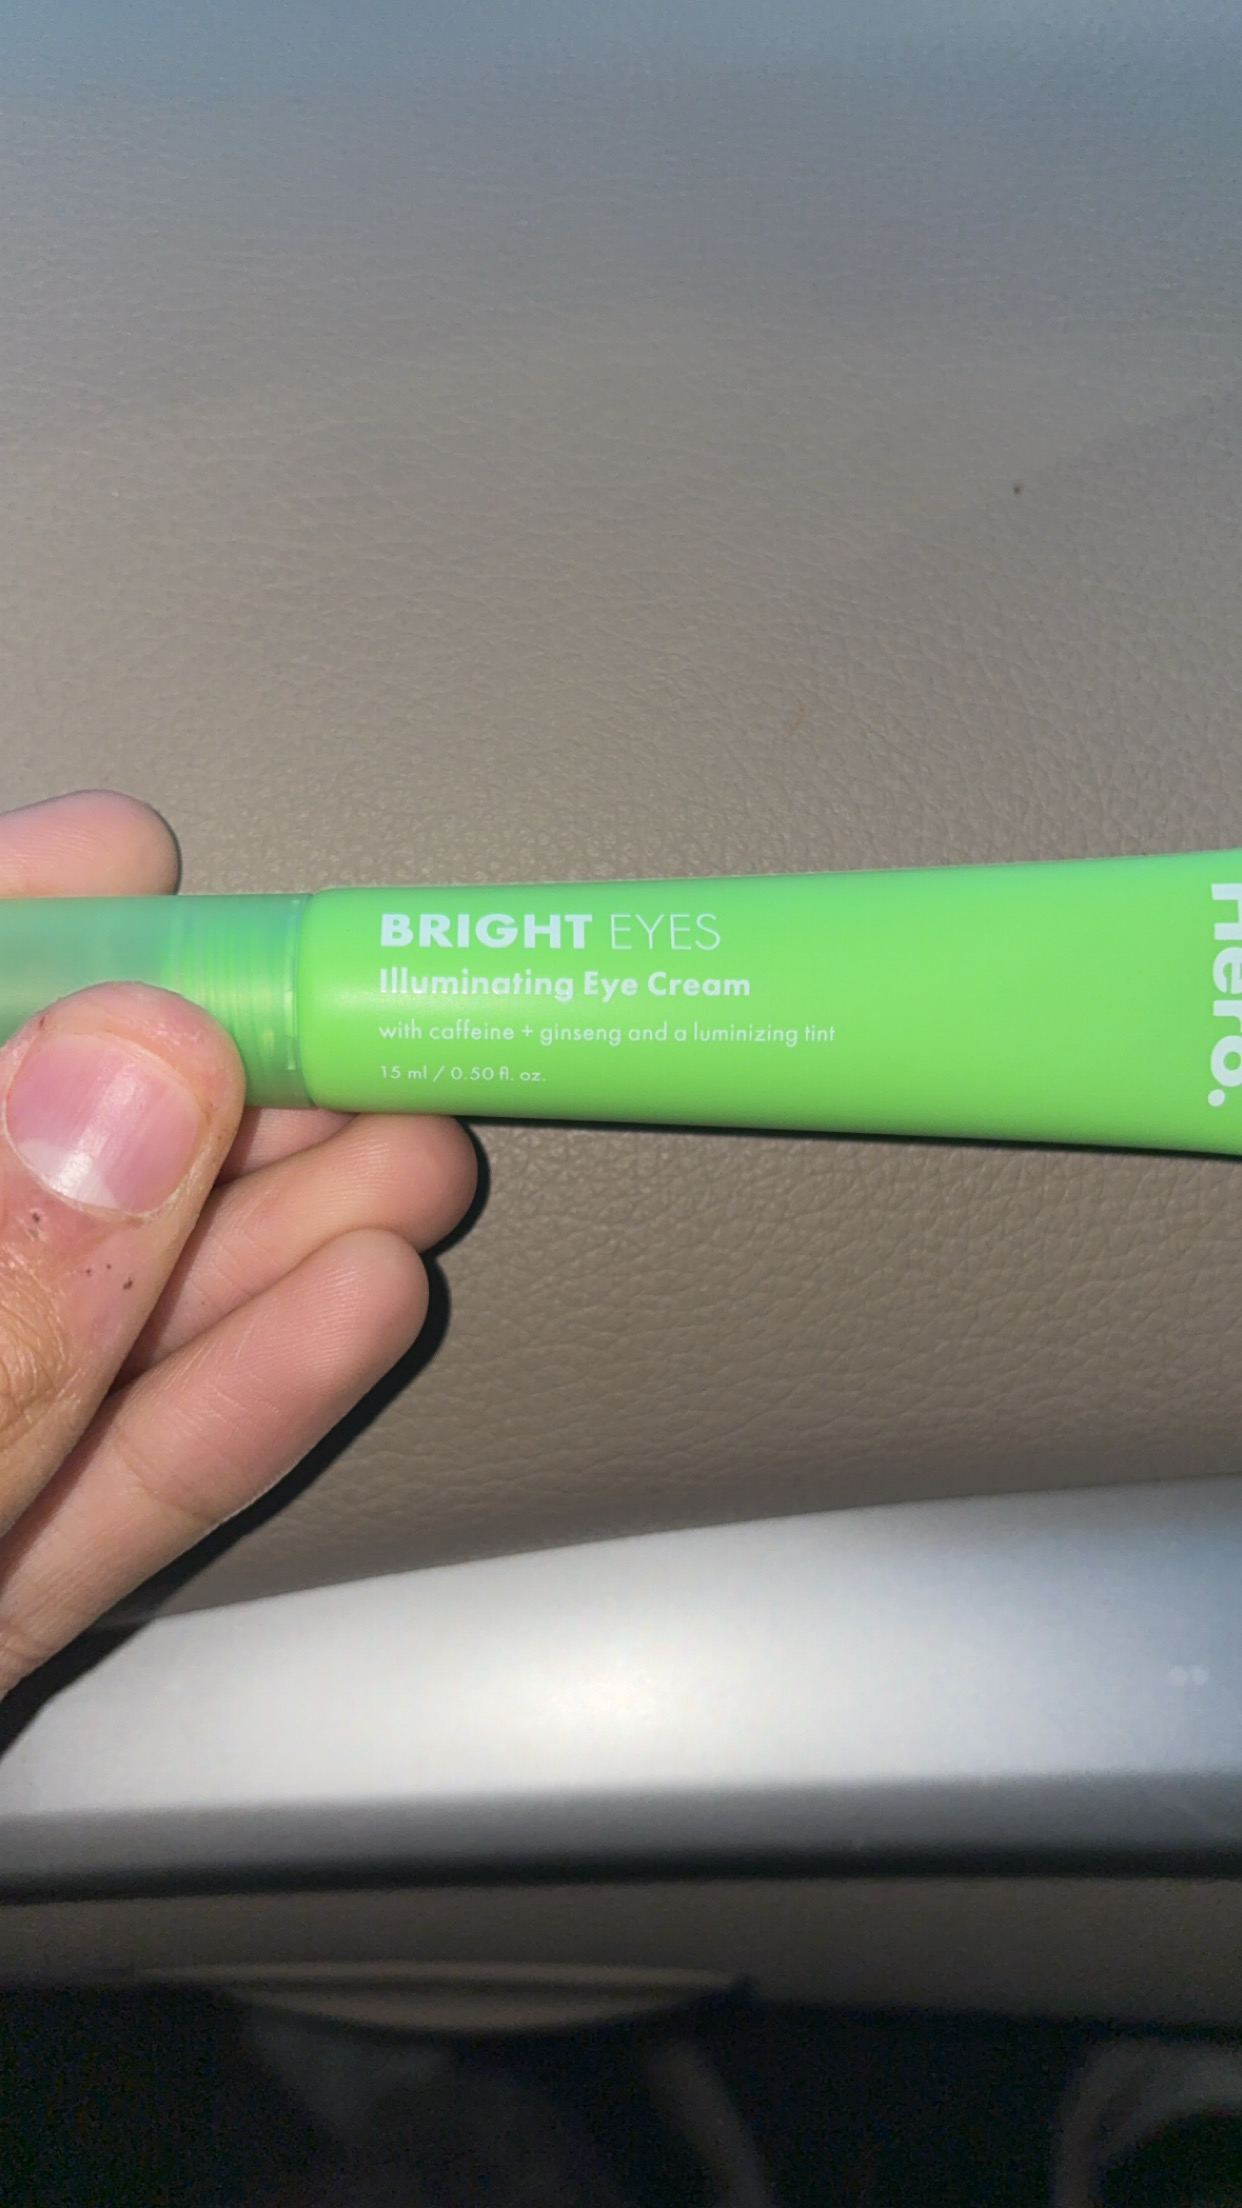 BRIGHT EYES
Illuminating Eye Cream
with caffeine + ginseng and a luminizing tint
15 ml / 0.50 fl. oz.
Hero.